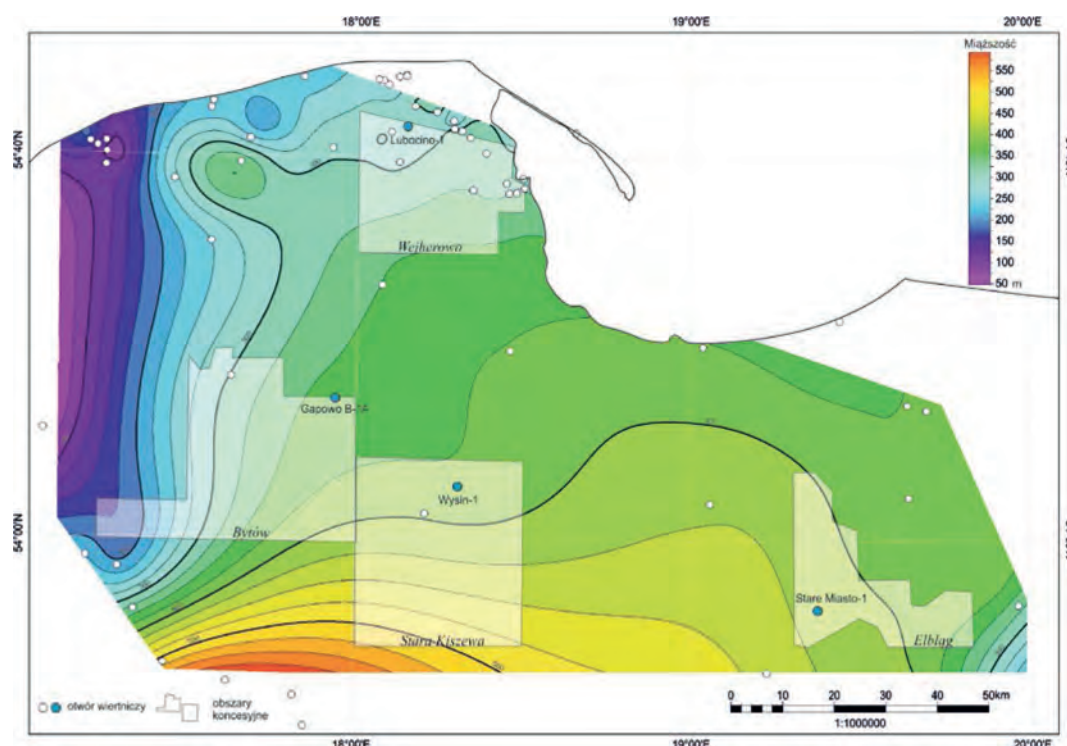 18°00'E 19°00'E 20°00'E
Miąższość
550
500
450
400
350
300
250
200
150
100
50 m
54°40'N
Lubocino-1
Wejherowo
Gapowo B-1A
Wysin-1
Bytów
54°00'N
Stare Miasto-1
Stara Kiszewa
Elbląg
otwór wiertniczy
obszary
koncesyjne
0 10 20 30 40 50km
1:1000000
18°00'E 19°00'E 20°00'E